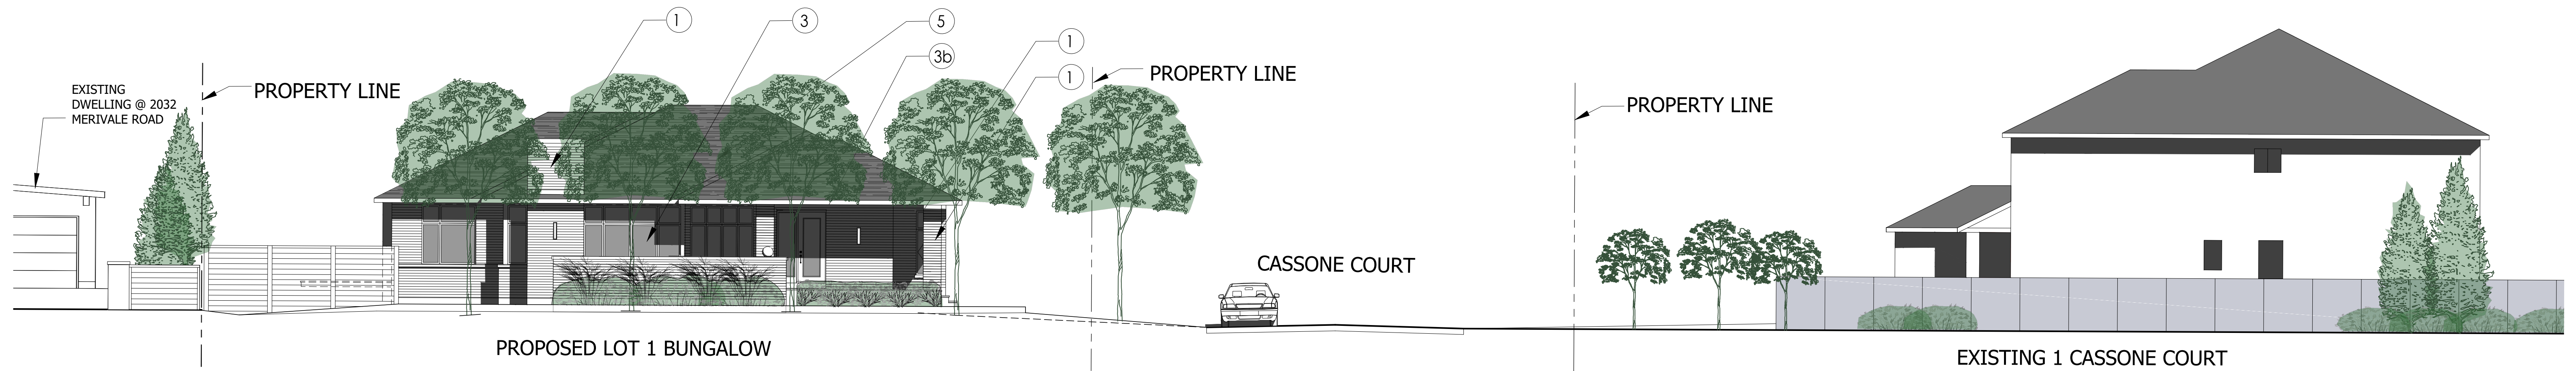 1
3
5
3b
1
1
EXISTING
DWELLING @ 2032
MERIVALE ROAD
PROPERTY LINE
PROPERTY LINE
PROPERTY LINE
CASSONE COURT
PROPOSED LOT 1 BUNGALOW
EXISTING 1 CASSONE COURT